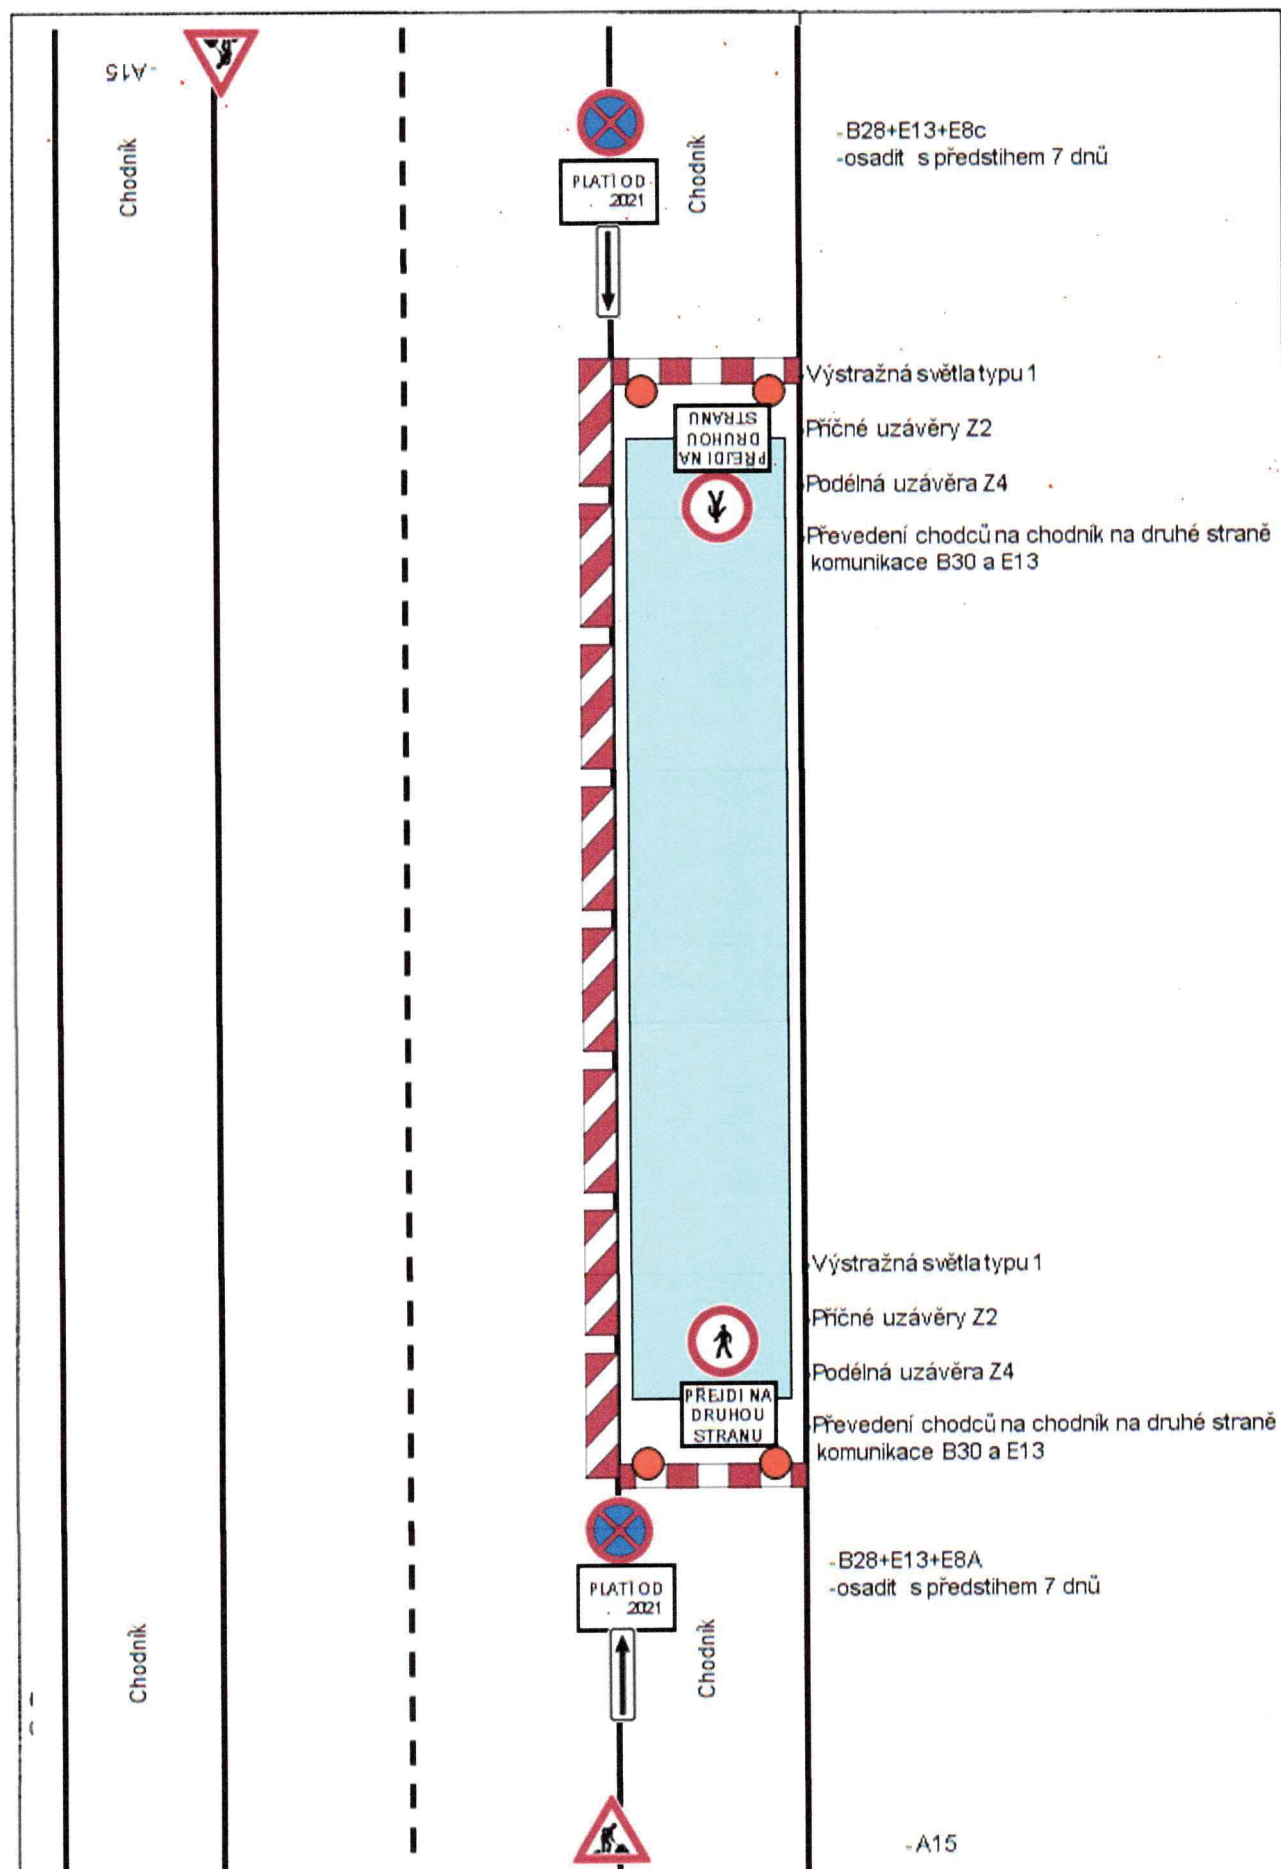 -A15
Chodník
Chodník
-B28+E13+E8c
-osadit s předstihem 7 dnů
PLATÍ OD
. .2021
Výstražná světla typu 1
Příčné uzávěry Z2
Podélná uzávěra Z4
Převedení chodců na chodník na druhé straně
komunikace B30 a E13
PŘEJDI NA
DRUHOU
STRANU
Výstražná světla typu 1
Příčné uzávěry Z2
Podélná uzávěra Z4
Převedení chodců na chodník na druhé straně
komunikace B30 a E13
PŘEJDI NA
DRUHOU
STRANU
-B28+E13+E8A
-osadit s předstihem 7 dnů
PLATÍ OD
. .2021
Chodník
Chodník
-A15